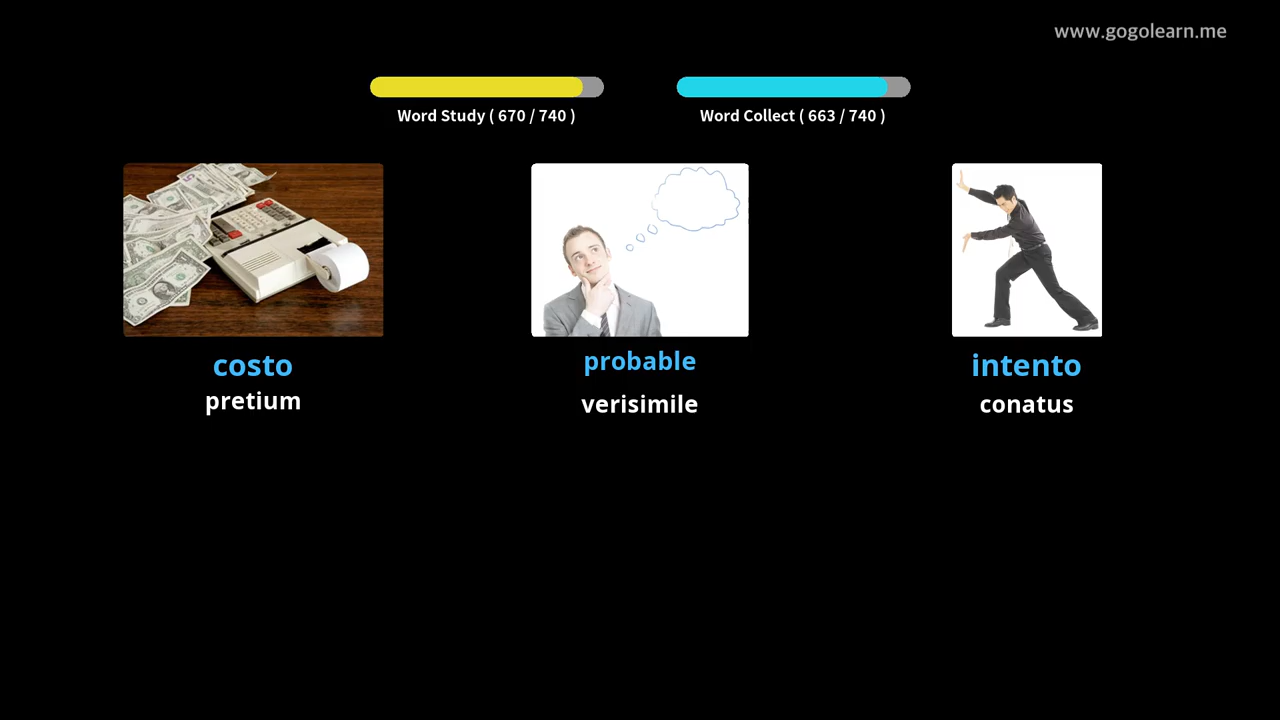 www.gogolearn.me
Word Study ( 670 / 740 )
Word Collect ( 663 / 740 )
costo
pretium
probable
verisimile
intento
conatus